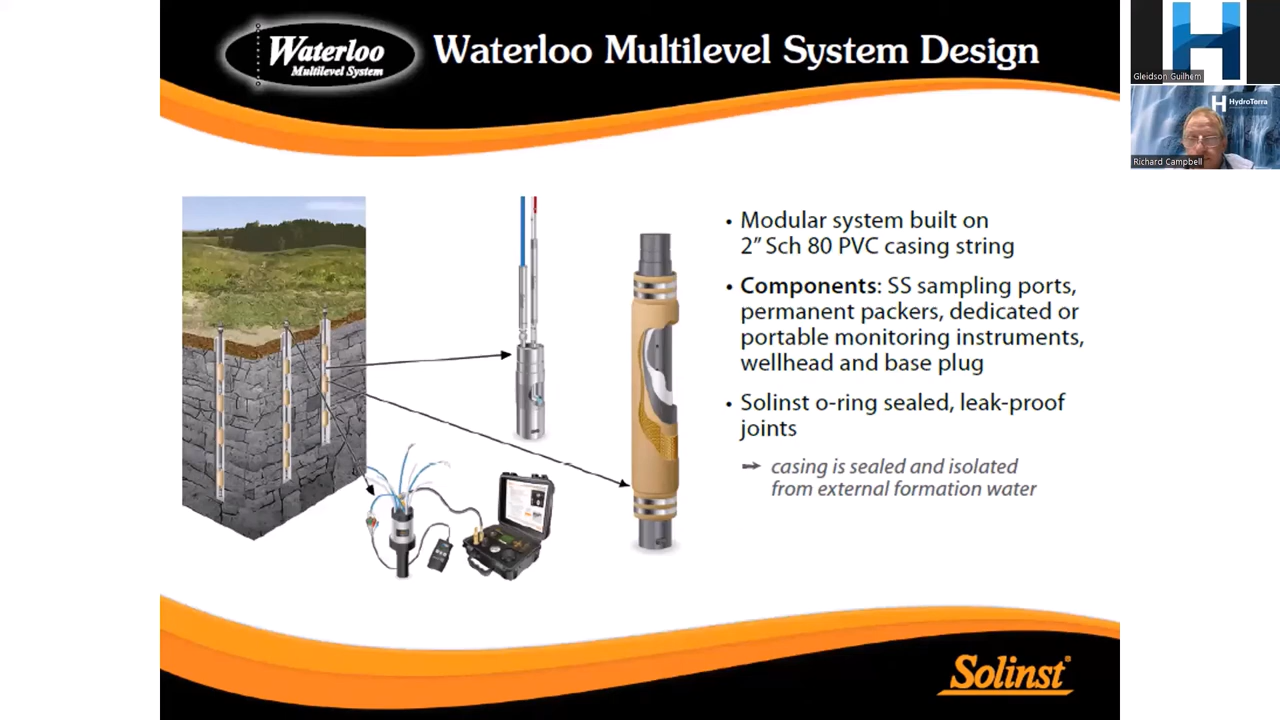 Waterloo
Multilevel System
Waterloo Multilevel System Design
• Modular system built on
2” Sch 80 PVC casing string
• Components: SS sampling ports,
permanent packers, dedicated or
portable monitoring instruments,
wellhead and base plug
• Solinst o-ring sealed, leak-proof
joints
➞ casing is sealed and isolated
from external formation water
Solinst®
Gleidson Guilhem
H HydroTerra
Richard Campbell